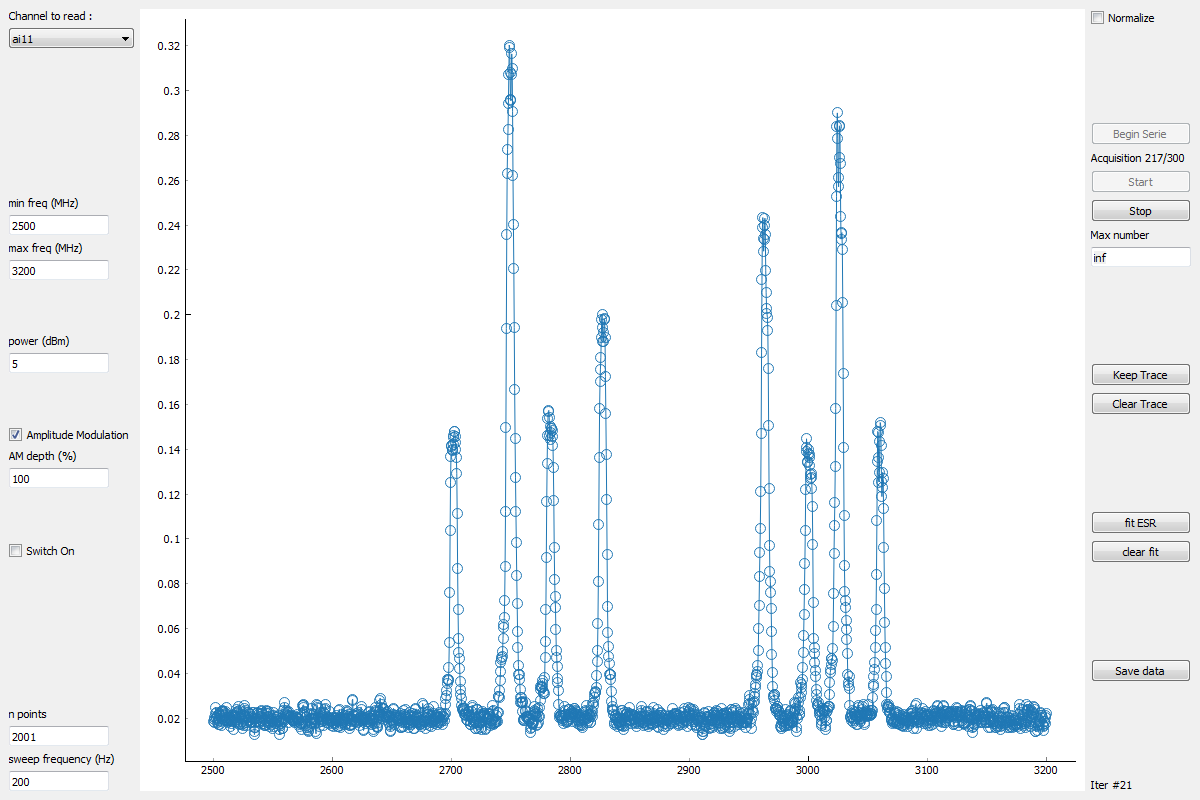 Channel to read :
ai11
min freq (MHz)
2500
max freq (MHz)
3200
power (dBm)
5
Amplitude Modulation
AM depth (%)
100
Switch On
n points
2001
sweep frequency (Hz)
200
0.32
0.3
0.28
0.26
0.24
0.22
0.2
0.18
0.16
0.14
0.12
0.1
0.08
0.06
0.04
0.02
2500 2600 2700 2800 2900 3000 3100 3200
Normalize
Begin Serie
Acquisition 217/300
Start
Stop
Max number
inf
Keep Trace
Clear Trace
fit ESR
clear fit
Save data
Iter #21